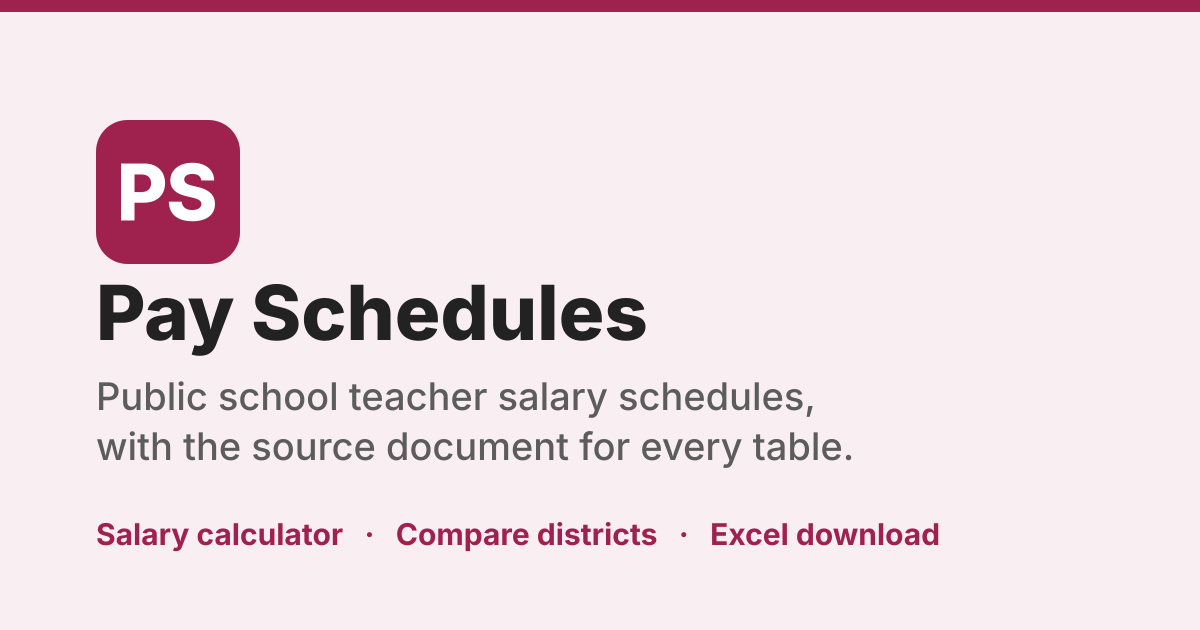 PS
Pay Schedules
Public school teacher salary schedules,
with the source document for every table.
Salary calculator · Compare districts · Excel download